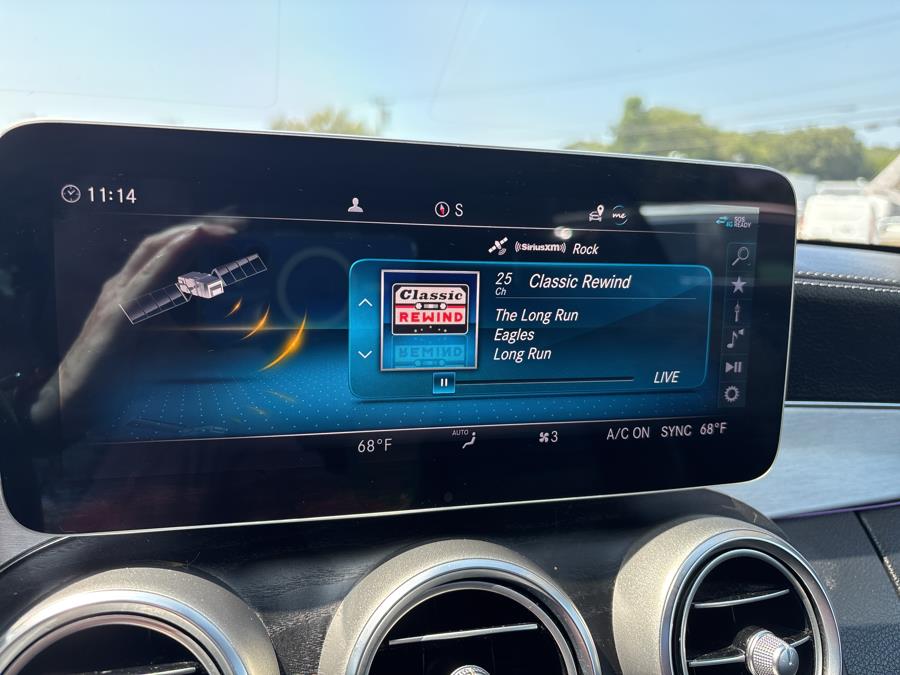 11:14
S
me
4G SOS READY
((SiriusXM)) Rock
25 Ch Classic Rewind
Classic
REWIND
The Long Run
Eagles
Long Run
LIVE
68°F
AUTO
3
A/C ON SYNC 68°F